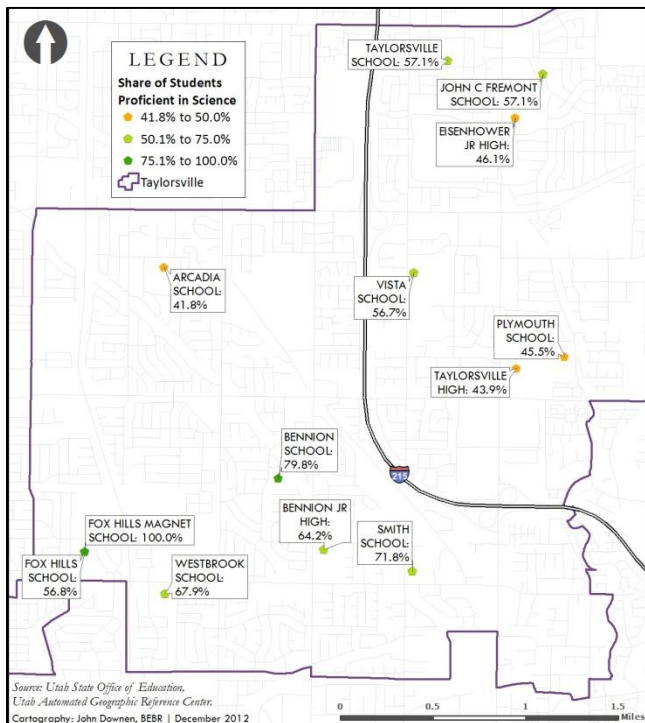 LEGEND
Share of Students
Proficient in Science
41.8% to 50.0%
50.1% to 75.0%
75.1% to 100.0%
Taylorsville
TAYLORSVILLE
SCHOOL: 57.1%
JOHN C FREMONT
SCHOOL: 57.1%
EISENHOWER
JR HIGH:
46.1%
ARCADIA
SCHOOL:
41.8%
VISTA
SCHOOL:
56.7%
PLYMOUTH
SCHOOL:
45.5%
TAYLORSVILLE
HIGH: 43.9%
BENNION
SCHOOL:
79.8%
215
BENNION JR
HIGH:
64.2%
SMITH
SCHOOL:
71.8%
FOX HILLS MAGNET
SCHOOL: 100.0%
FOX HILLS
SCHOOL:
56.8%
WESTBROOK
SCHOOL:
67.9%
Source: Utah State Office of Education,
Utah Automated Geographic Reference Center.
Cartography: John Downen, BEBR | December 2012
0 0.5 1 1.5
Miles